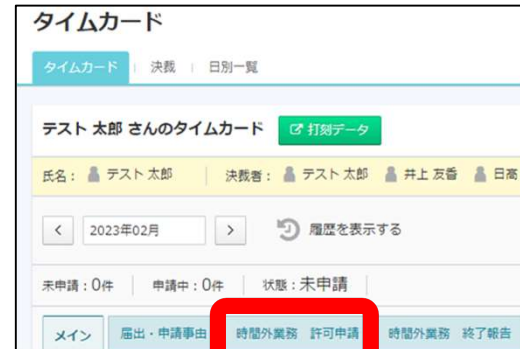 タイムカード
タイムカード 決裁 日別一覧
テスト 太郎 さんのタイムカード 打刻データ
氏名： テスト 太郎 決裁者： テスト 太郎 井上 友香 日高
< 2023年02月 > 履歴を表示する
未申請：0件 申請中：0件 状態：未申請
メイン 届出・申請事由 時間外業務 許可申請 時間外業務 終了報告